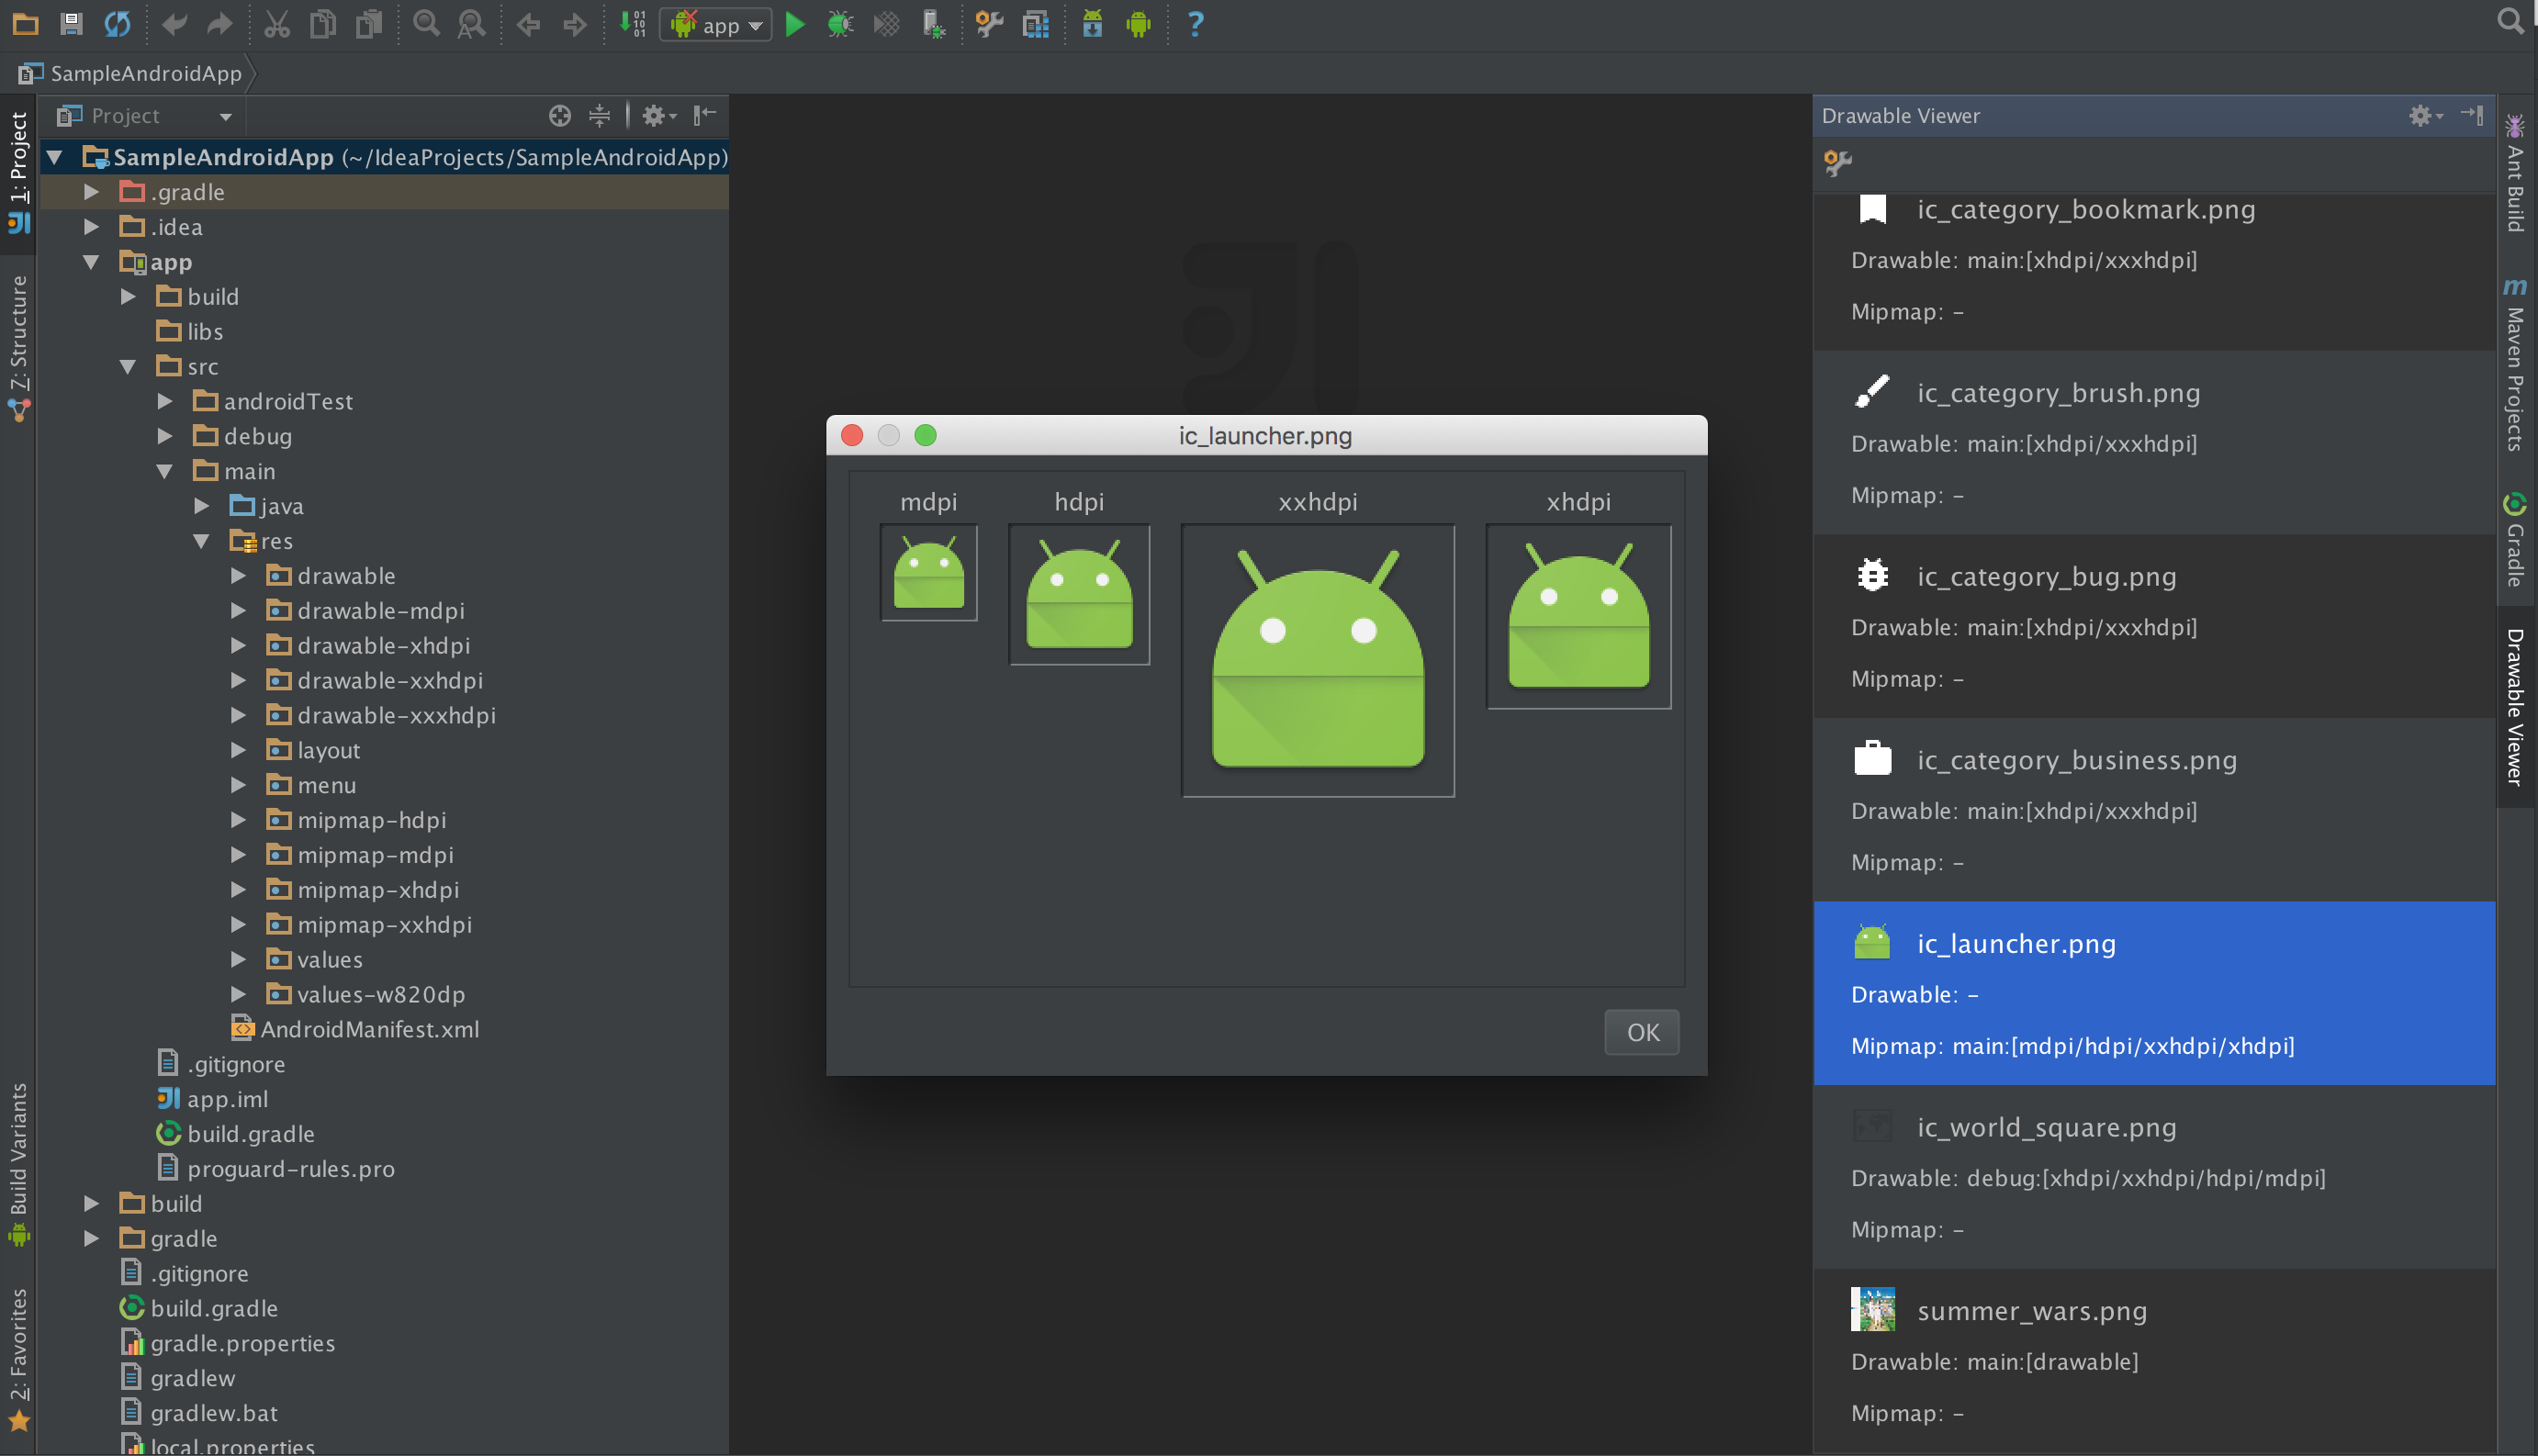 app
SampleAndroidApp
Project
SampleAndroidApp (~/IdeaProjects/SampleAndroidApp)
.gradle
.idea
app
build
libs
src
androidTest
debug
main
java
res
drawable
drawable-mdpi
drawable-xhdpi
drawable-xxhdpi
drawable-xxxhdpi
layout
menu
mipmap-hdpi
mipmap-mdpi
mipmap-xhdpi
mipmap-xxhdpi
values
values-w820dp
AndroidManifest.xml
.gitignore
app.iml
build.gradle
proguard-rules.pro
build
gradle
.gitignore
build.gradle
gradle.properties
gradlew
gradlew.bat
local.properties
1: Project
7: Structure
Build Variants
2: Favorites
ic_launcher.png
mdpi
hdpi
xxhdpi
xhdpi
OK
Drawable Viewer
ic_category_bookmark.png
Drawable: main:[xhdpi/xxxhdpi]
Mipmap: -
ic_category_brush.png
Drawable: main:[xhdpi/xxxhdpi]
Mipmap: -
ic_category_bug.png
Drawable: main:[xhdpi/xxxhdpi]
Mipmap: -
ic_category_business.png
Drawable: main:[xhdpi/xxxhdpi]
Mipmap: -
ic_launcher.png
Drawable: -
Mipmap: main:[mdpi/hdpi/xxhdpi/xhdpi]
ic_world_square.png
Drawable: debug:[xhdpi/xxhdpi/hdpi/mdpi]
Mipmap: -
summer_wars.png
Drawable: main:[drawable]
Mipmap: -
Ant Build
Maven Projects
Gradle
Drawable Viewer